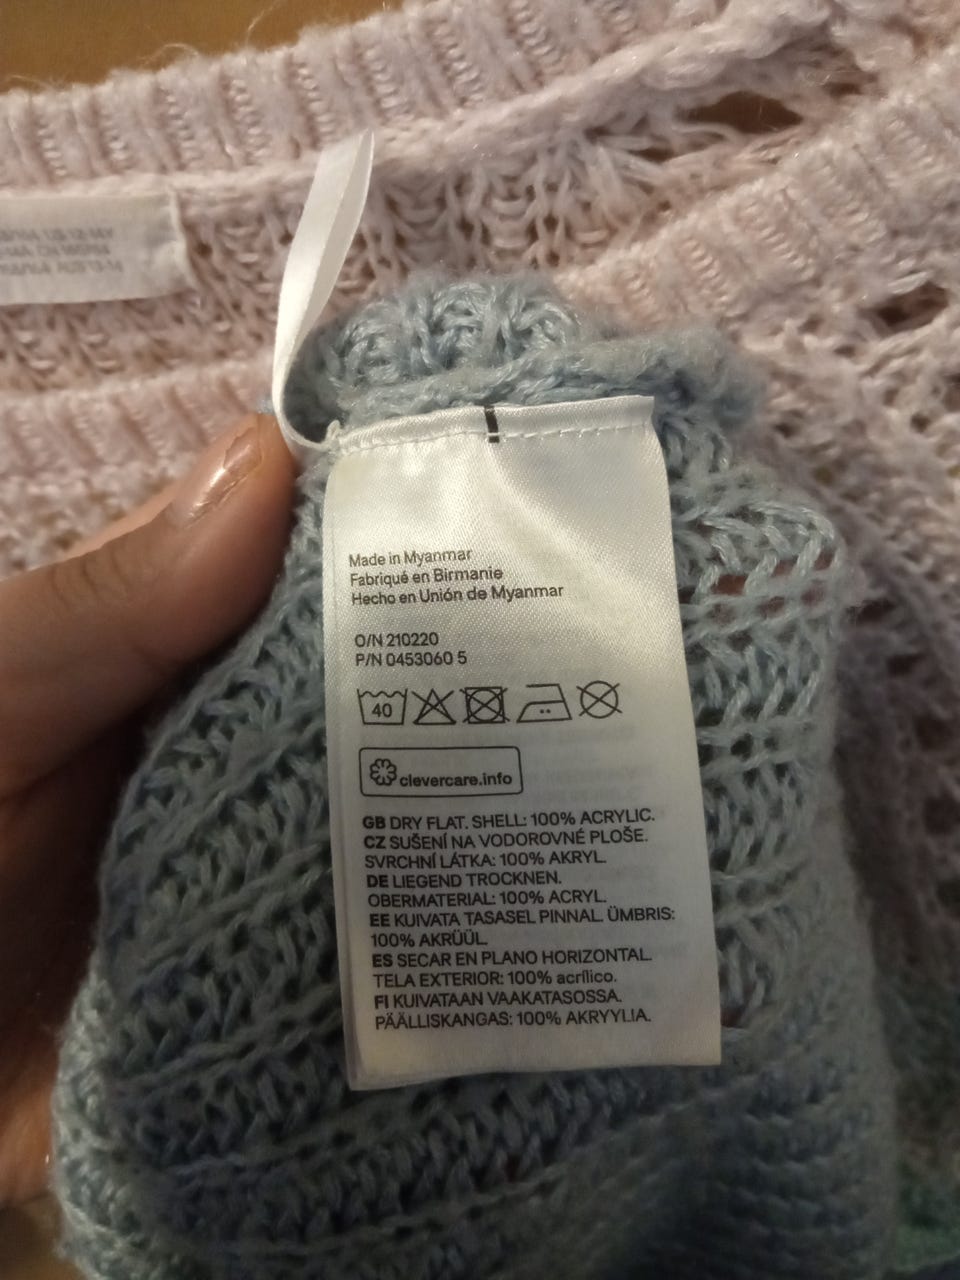 Made in Myanmar
Fabriqué en Birmanie
Hecho en Unión de Myanmar
O/N 210220
P/N 0453060 5
40
clevercare.info
GB DRY FLAT. SHELL: 100% ACRYLIC.
CZ SUŠENÍ NA VODOROVNÉ PLOŠE.
SVRCHNÍ LÁTKA: 100% AKRYL.
DE LIEGEND TROCKNEN.
OBERMATERIAL: 100% ACRYL.
EE KUIVATA TASASEL PINNAL. ÜMBRIS:
100% AKRÜÜL.
ES SECAR EN PLANO HORIZONTAL.
TELA EXTERIOR: 100% acrílico.
FI KUIVATAAN VAAKATASOSSA.
PÄÄLLISKANGAS: 100% AKRYYLIA.